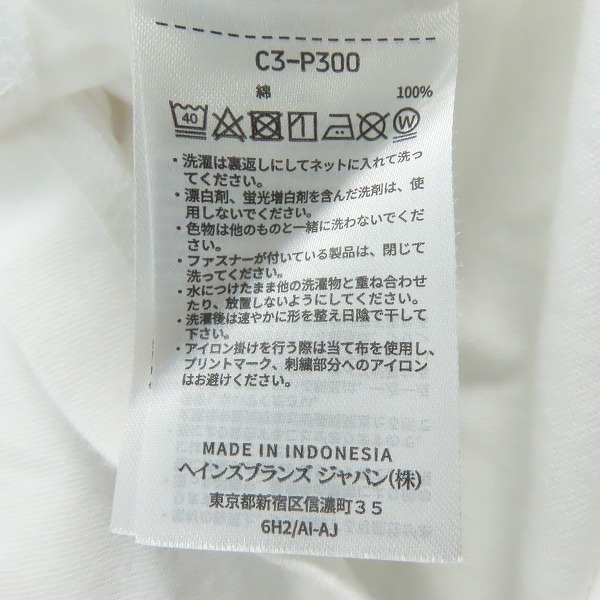 C3-P300
綿 100%
40 W
・洗濯は裏返しにしてネットに入れて洗っ
てください。
・漂白剤、蛍光増白剤を含んだ洗剤は、使
用しないでください。
・色物は他のものと一緒に洗わないでくだ
さい。
・ファスナーが付いている製品は、閉じて
洗ってください。
・水につけたまま他の洗濯物と重ね合わせ
たり、放置しないようにしてください。
・洗濯後は速やかに形を整え日陰で干して
下さい。
・アイロン掛けを行う際は当て布を使用し、
プリントマーク、刺繍部分へのアイロン
はお避けください。
MADE IN INDONESIA
ヘインズブランズ ジャパン(株)
東京都新宿区信濃町35
6H2/AI-AJ